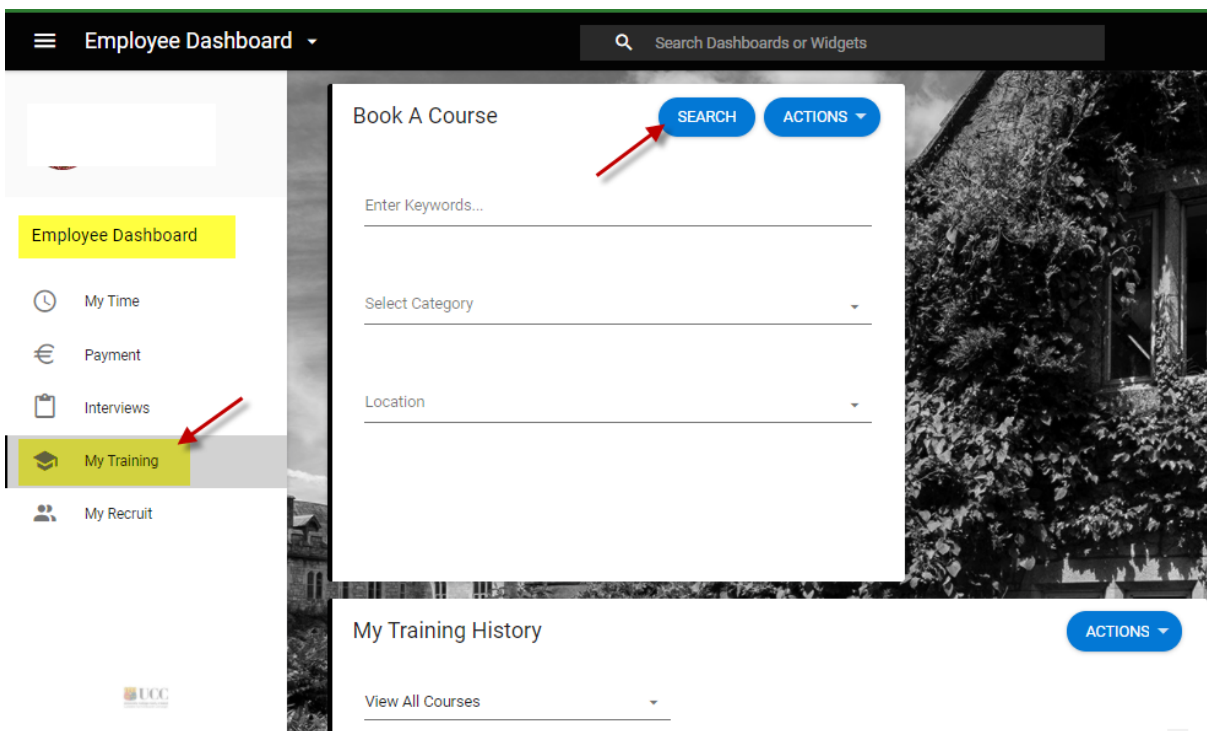 Employee Dashboard
Search Dashboards or Widgets
Employee Dashboard
My Time
Payment
Interviews
My Training
My Recruit
UCC
Book A Course
SEARCH
ACTIONS
Enter Keywords...
Select Category
Location
My Training History
ACTIONS
View All Courses